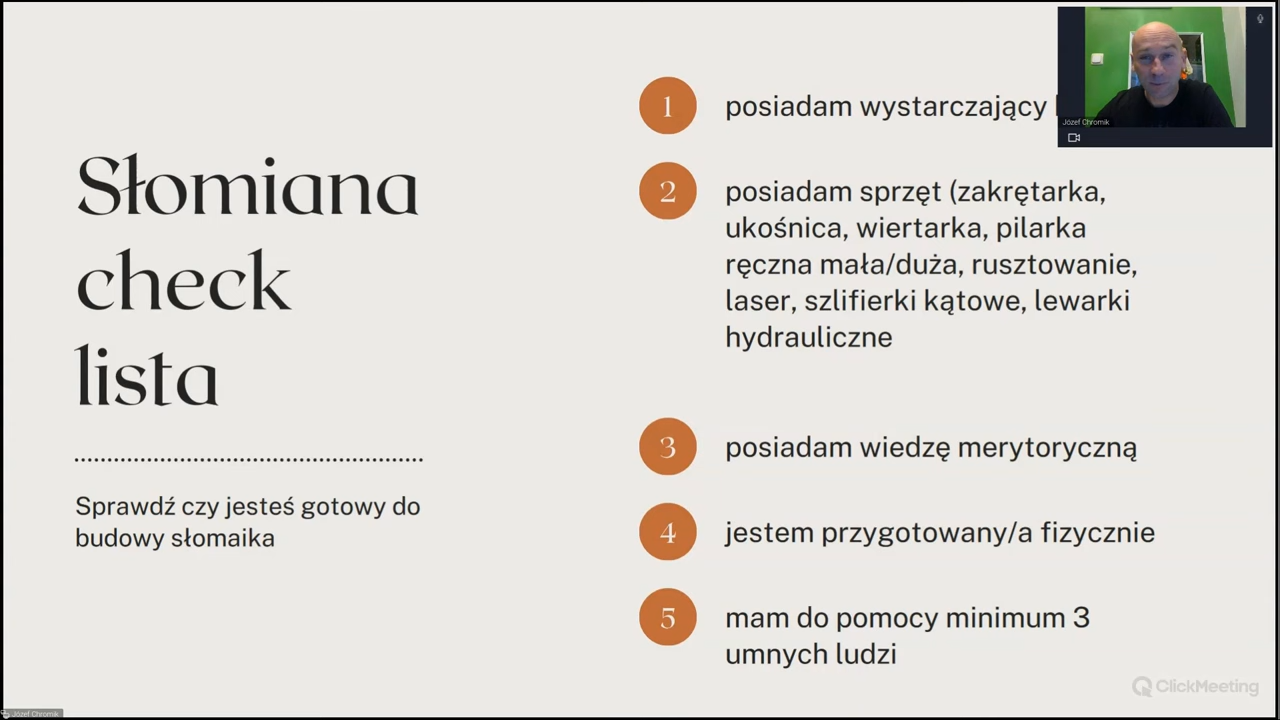 Słomiana
check
lista
Sprawdź czy jesteś gotowy do
budowy słomaika
1
posiadam wystarczający
2
posiadam sprzęt (zakrętarka,
ukośnica, wiertarka, pilarka
ręczna mała/duża, rusztowanie,
laser, szlifierki kątowe, lewarki
hydrauliczne
3
posiadam wiedzę merytoryczną
4
jestem przygotowany/a fizycznie
5
mam do pomocy minimum 3
umnych ludzi
Józef Chromik
ClickMeeting
Józef Chromik